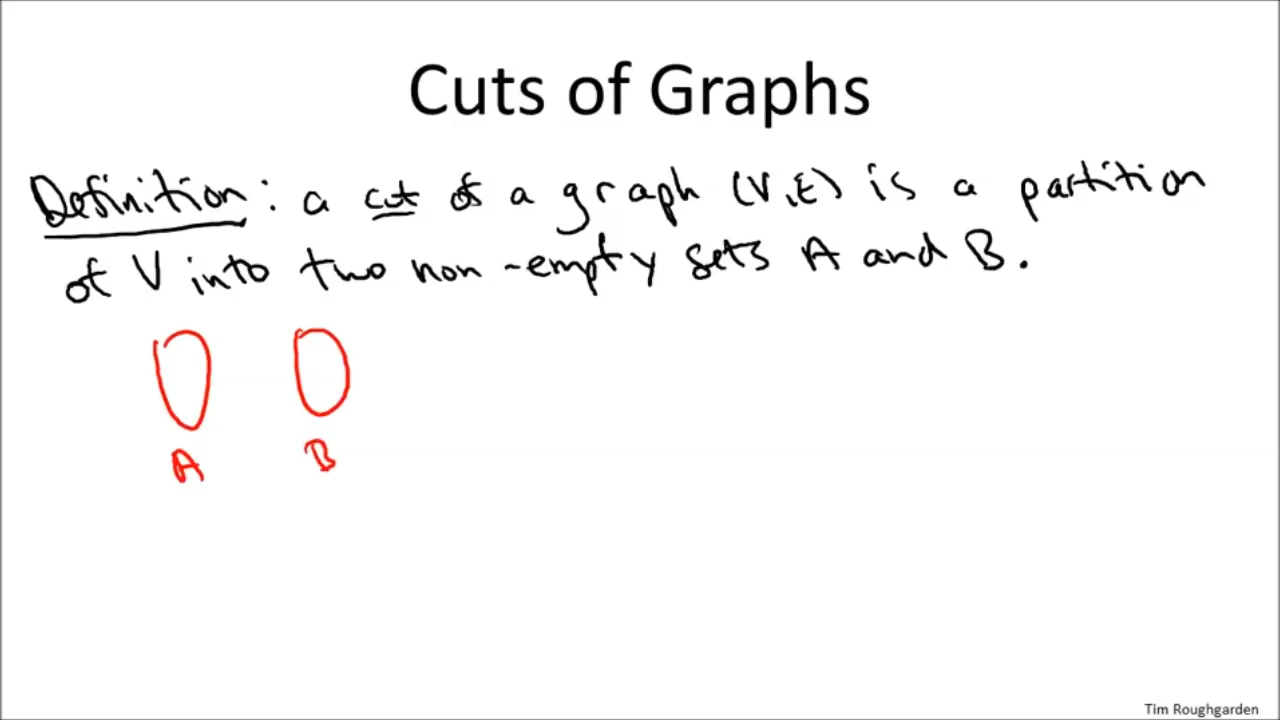 Cuts of Graphs
Definition: a cut of a graph (V,E) is a partition
of V into two non-empty sets A and B.
A B
Tim Roughgarden